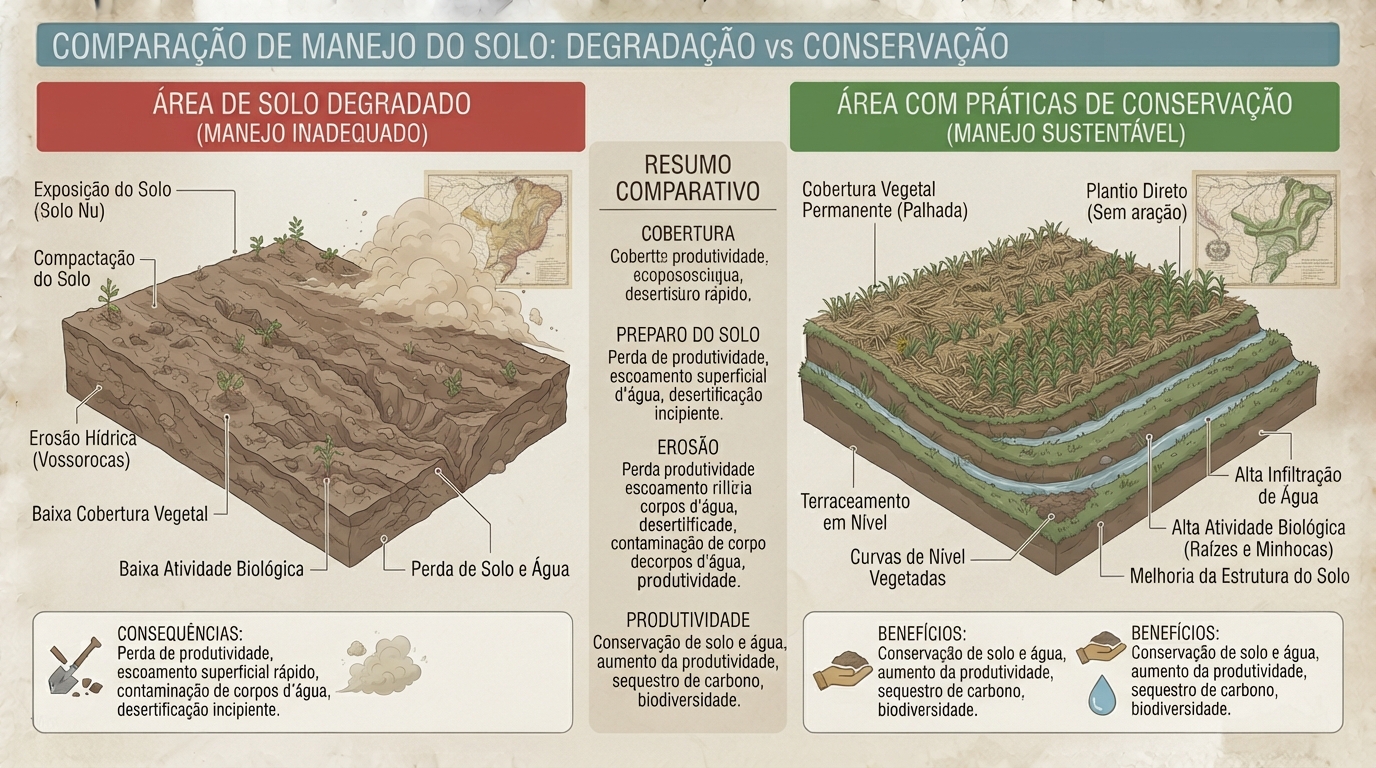 COMPARAÇÃO DE MANEJO DO SOLO: DEGRADAÇÃO vs CONSERVAÇÃO
ÁREA DE SOLO DEGRADADO
(MANEJO INADEQUADO)
Exposição do Solo
(Solo Nu)
Compactação
do Solo
Erosão Hídrica
(Vossorocas)
Baixa Cobertura Vegetal
Baixa Atividade Biológica
Perda de Solo e Água
CONSEQUÊNCIAS:
Perda de produtividade,
escoamento superficial rápido,
contaminação de corpos d'água,
desertificação incipiente.
RESUMO
COMPARATIVO
COBERTURA
produtividade,
rápido,
PREPARO DO SOLO
Perda de produtividade,
escoamento superficial
d'água, desertificação
incipiente.
EROSÃO
Perda produtividade
escoamento
corpos d'água,
contaminação de corpo
decorpos d'água,
produtividade.
PRODUTIVIDADE
Conservação de solo e água,
aumento da produtividade,
sequestro de carbono,
biodiversidade.
ÁREA COM PRÁTICAS DE CONSERVAÇÃO
(MANEJO SUSTENTÁVEL)
Cobertura Vegetal
Permanente (Palhada)
Plantio Direto
(Sem aração)
Terraceamento
em Nível
Curvas de Nível
Vegetadas
Alta Infiltração
de Água
Alta Atividade Biológica
(Raízes e Minhocas)
Melhoria da Estrutura do Solo
BENEFÍCIOS:
Conservação de solo e água,
aumento da produtividade,
sequestro de carbono,
biodiversidade.
BENEFÍCIOS:
Conservação de solo e água,
aumento da produtividade,
sequestro de carbono,
biodiversidade.